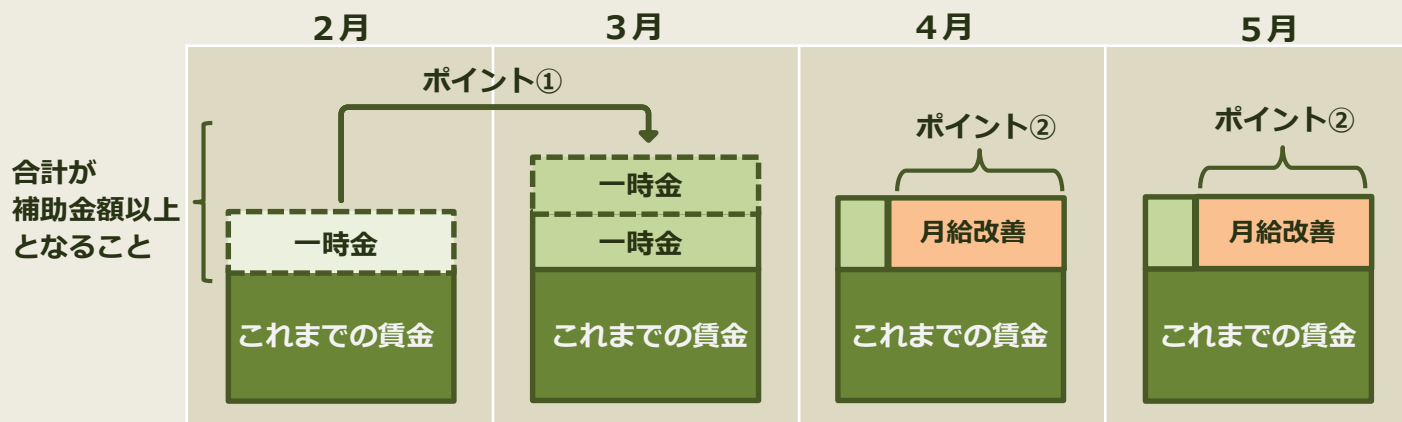 2月
3月
4月
5月
ポイント①
ポイント②
ポイント②
合計が
補助金額以上
となること
一時金
一時金
一時金
月給改善
月給改善
これまでの賃金
これまでの賃金
これまでの賃金
これまでの賃金